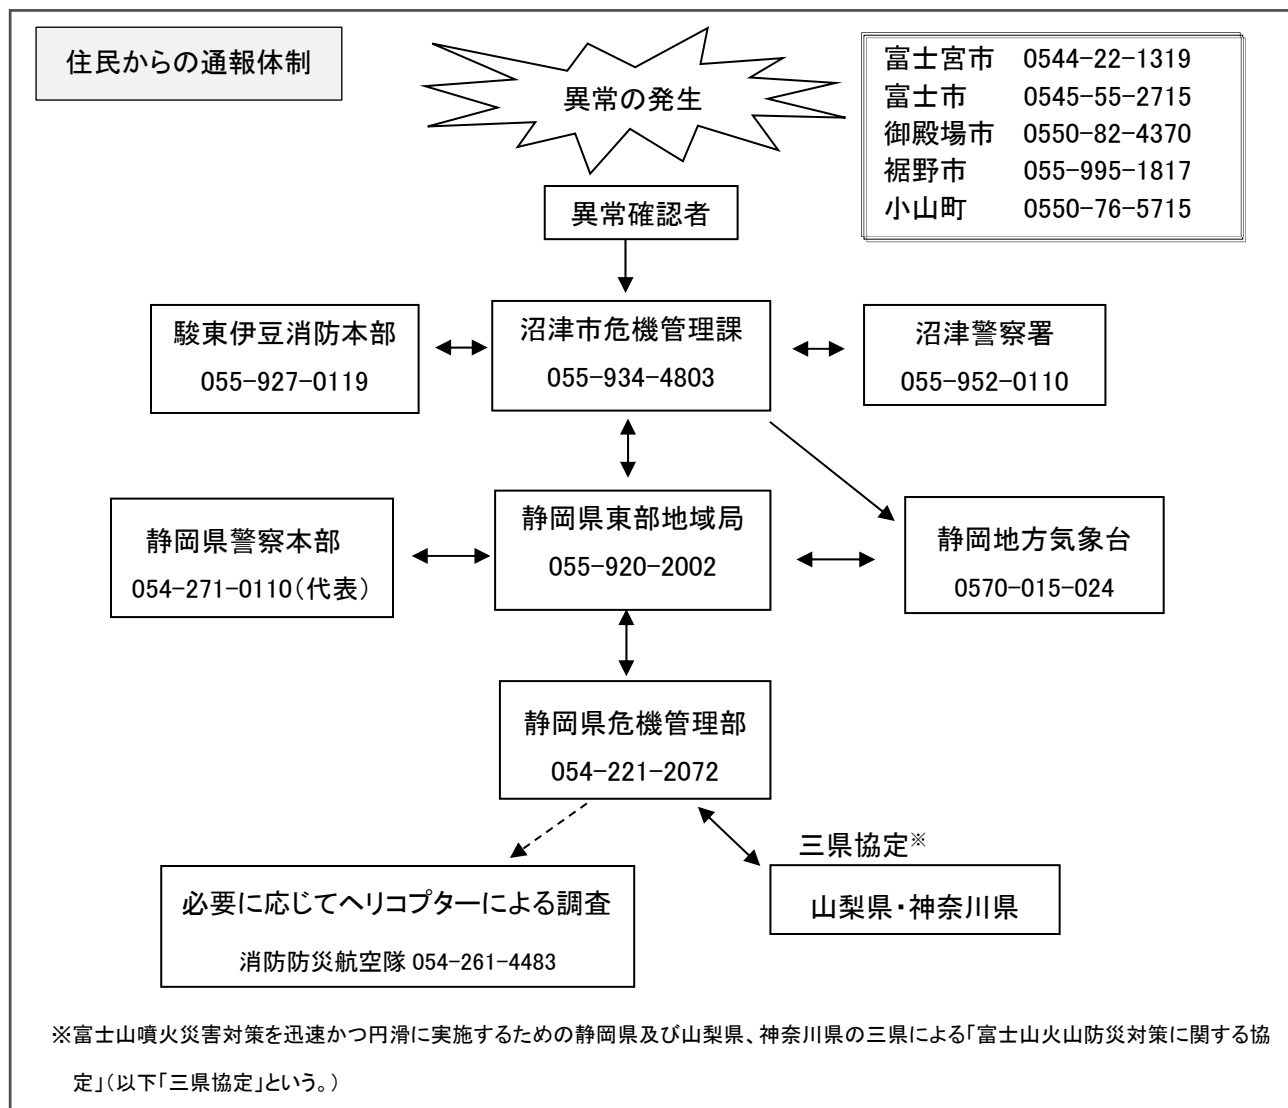 住民からの通報体制
異常の発生
富士宮市 0544-22-1319
富士市 0545-55-2715
御殿場市 0550-82-4370
裾野市 055-995-1817
小山町 0550-76-5715
異常確認者
駿東伊豆消防本部
055-927-0119
沼津市危機管理課
055-934-4803
沼津警察署
055-952-0110
静岡県警察本部
054-271-0110(代表)
静岡県東部地域局
055-920-2002
静岡地方気象台
0570-015-024
静岡県危機管理部
054-221-2072
三県協定※
必要に応じてヘリコプターによる調査
消防防災航空隊 054-261-4483
山梨県・神奈川県
※富士山噴火災害対策を迅速かつ円滑に実施するための静岡県及び山梨県、神奈川県の三県による「富士山火山防災対策に関する協
定」(以下「三県協定」という。)